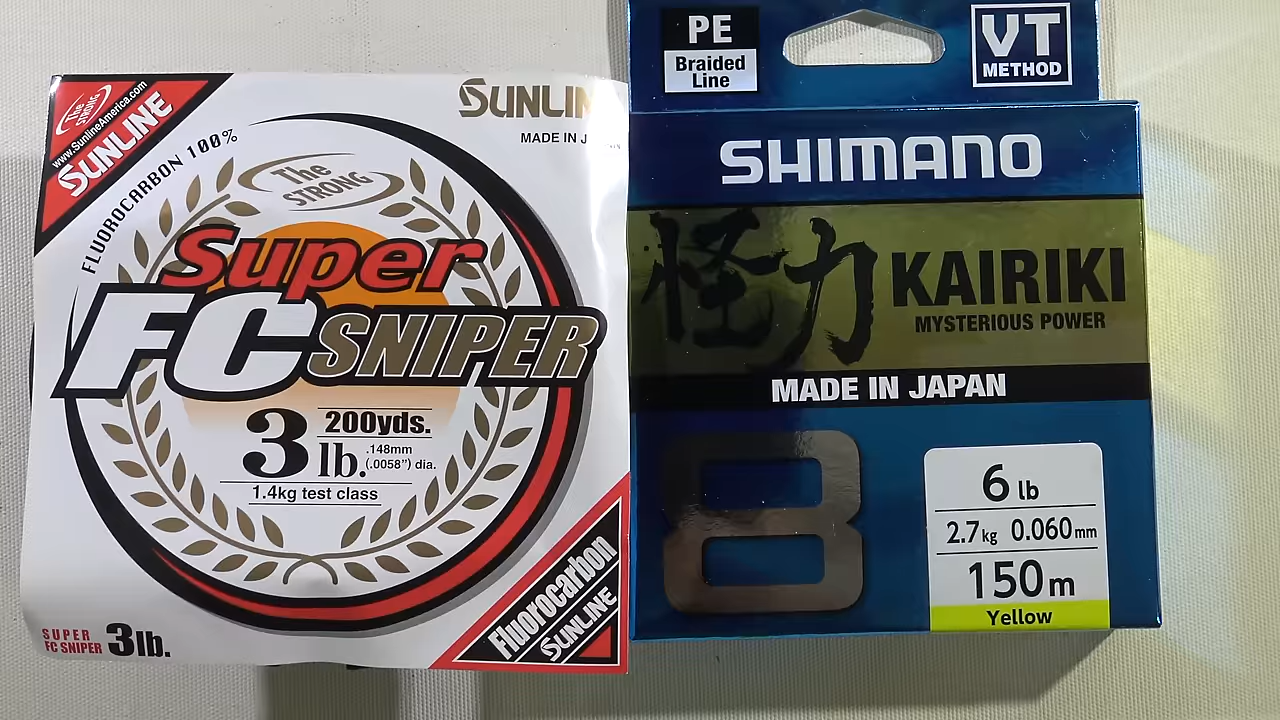 The
STRONG
www.SunlineAmerica.com
SUNLINE
SUNLIN
MADE IN J
FLUOROCARBON 100%
The
STRONG
Super
FC SNIPER
3 lb.
200yds.
.148mm
(.0058") dia.
1.4kg test class
SUPER
FC SNIPER
3lb.
Fluorocarbon
SUNLINE
PE
Braided
Line
VT
METHOD
SHIMANO
怪力 KAIRIKI
MYSTERIOUS POWER
MADE IN JAPAN
8
6 lb
2.7kg 0.060mm
150m
Yellow